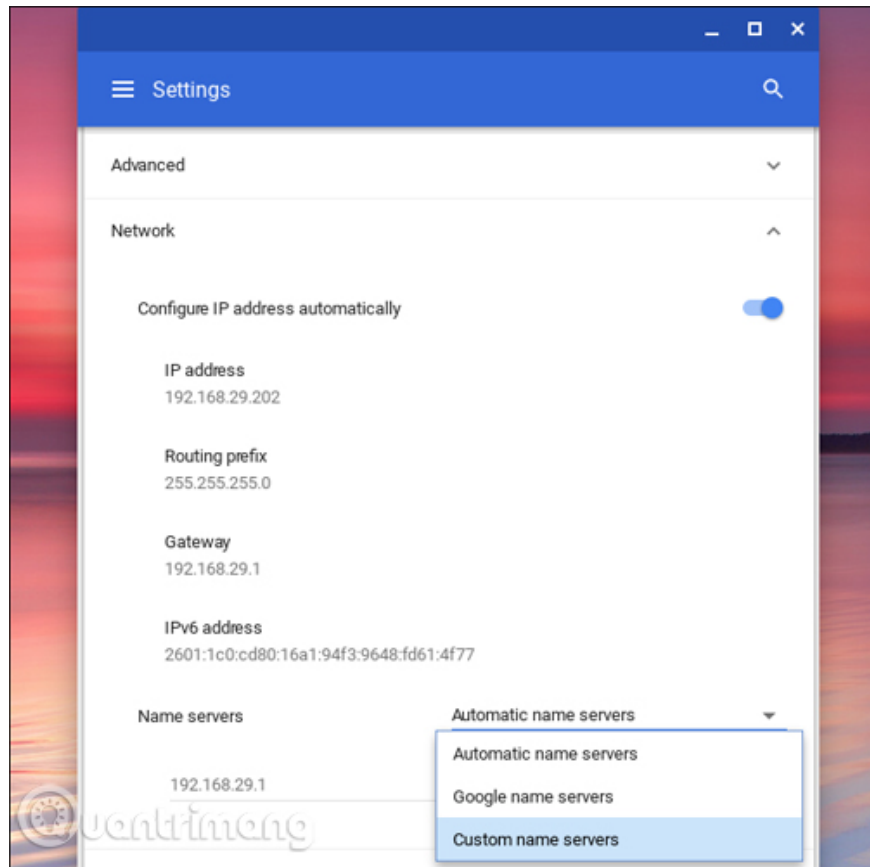 Settings
Advanced
Network
Configure IP address automatically
IP address
192.168.29.202
Routing prefix
255.255.255.0
Gateway
192.168.29.1
IPv6 address
2601:1c0:cd80:16a1:94f3:9648:fd61:4f77
Name servers
Automatic name servers
Automatic name servers
192.168.29.1
Google name servers
Custom name servers
Quantrimang